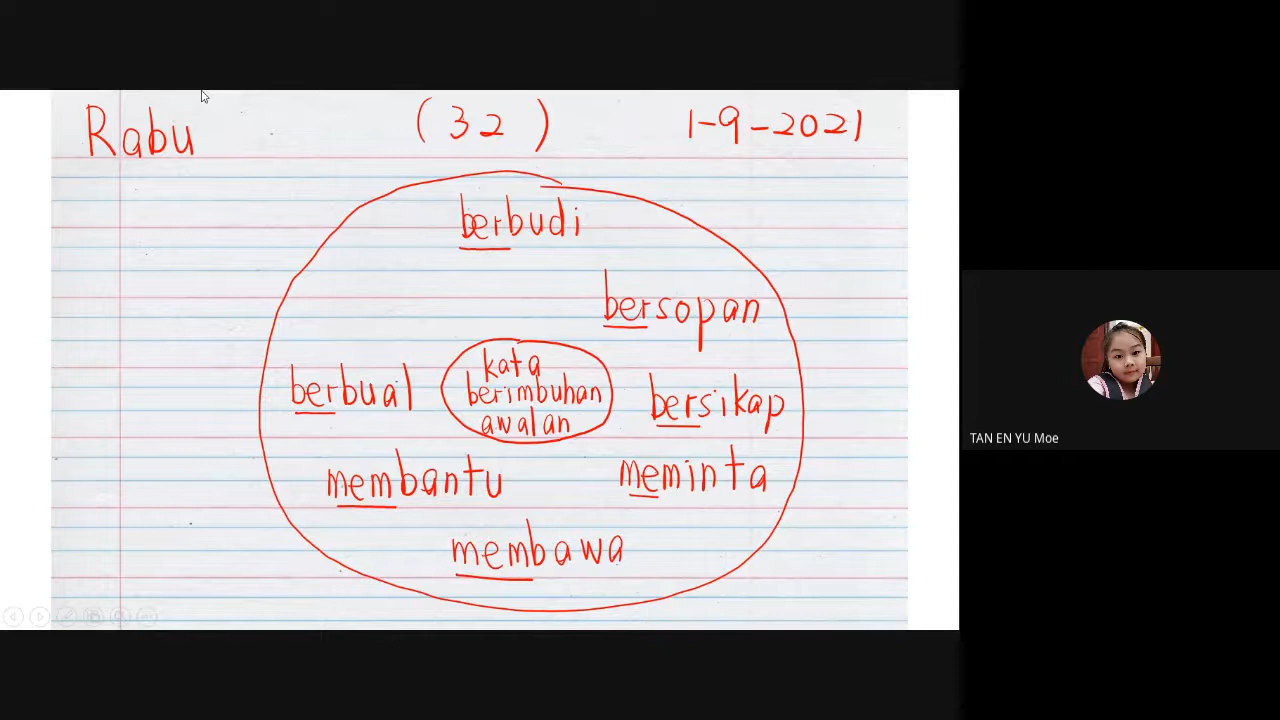 Rabu (32) 1-9-2021
berbudi
bersopan
berbual
kata
berimbuhan
awalan
bersikap
membantu
meminta
membawa
TAN EN YU Moe